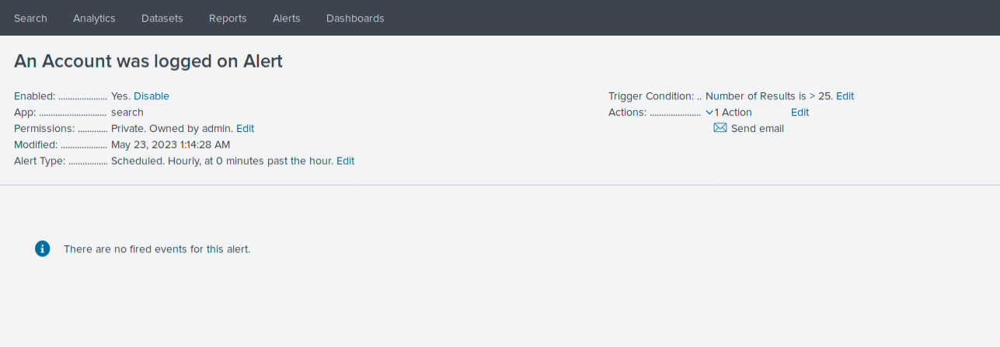 Search Analytics Datasets Reports Alerts Dashboards
An Account was logged on Alert
Enabled: ..................... Yes. Disable
App: ............................. search
Permissions: ............. Private. Owned by admin. Edit
Modified: .................... May 23, 2023 1:14:28 AM
Alert Type: ................. Scheduled. Hourly, at 0 minutes past the hour. Edit
Trigger Condition: .. Number of Results is > 25. Edit
Actions: ...................... 1 Action Edit
Send email
There are no fired events for this alert.